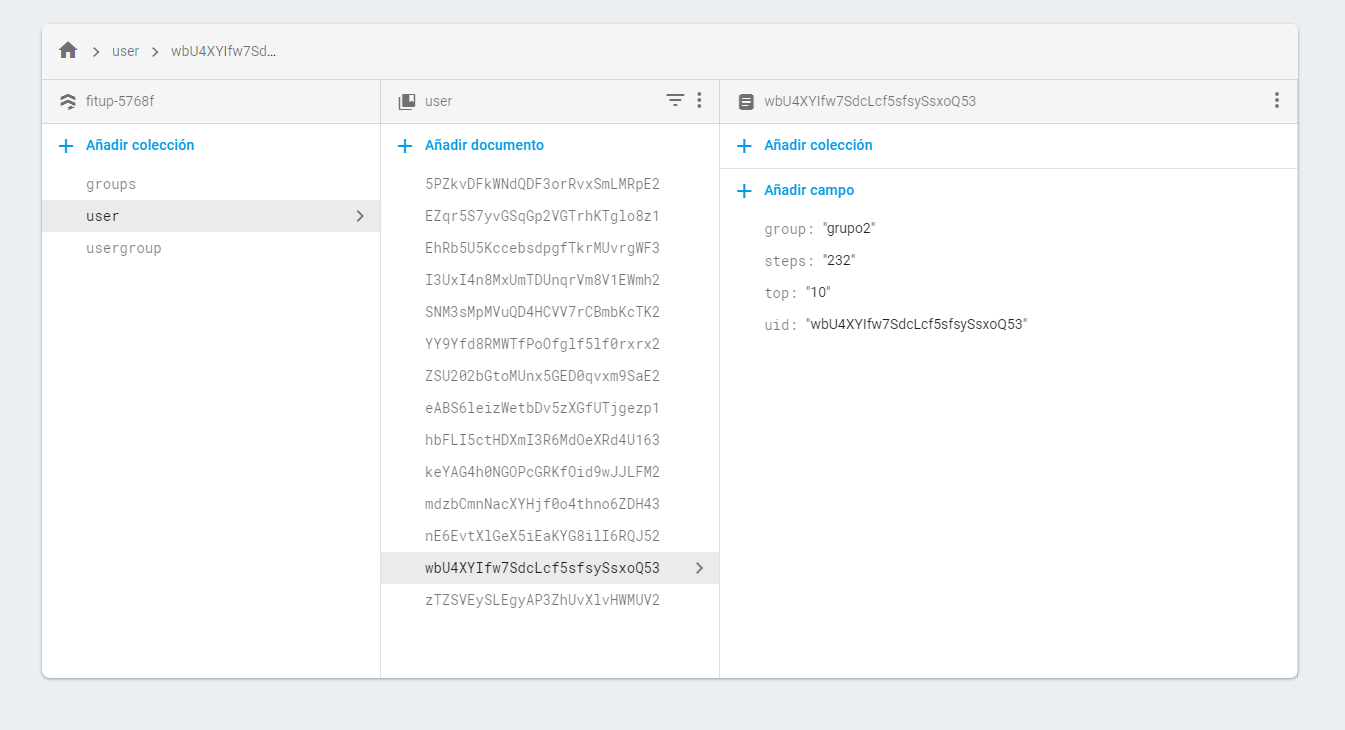 user
wbU4XYIfw7Sd...
fitup-5768f
Añadir colección
groups
user
usergroup
user
Añadir documento
5PZkvDFkWNdQDF3orRvxSmLMRpE2
EZqr5S7yvGSqGp2VGTrhKTglo8z1
EhRb5U5KccebsdpgfTkrMUvrgWF3
I3UxI4n8MxUmTDUnqrVm8V1EWmh2
SNM3sMpMVuQD4HCVV7rCBmbKcTK2
YY9Yfd8RMWTfPoOfglf5lf0rxrx2
ZSU202bGtoMUnx5GED0qvxm9SaE2
eABS6leizWetbDv5zXGfUTjgezp1
hbFLI5ctHDXmI3R6MdOeXRd4U163
keYAG4h0NGOPcGRKfOid9wJJLFM2
mdzbCmnNacXYHjf0o4thno6ZDH43
nE6EvtXlGeX5iEaKYG8ilI6RQJ52
wbU4XYIfw7SdcLcf5sfsySsxoQ53
zTZSVEySLEgyAP3ZhUvXlvHWMUV2
wbU4XYIfw7SdcLcf5sfsySsxoQ53
Añadir colección
Añadir campo
group: "grupo2"
steps: "232"
top: "10"
uid: "wbU4XYIfw7SdcLcf5sfsySsxoQ53"